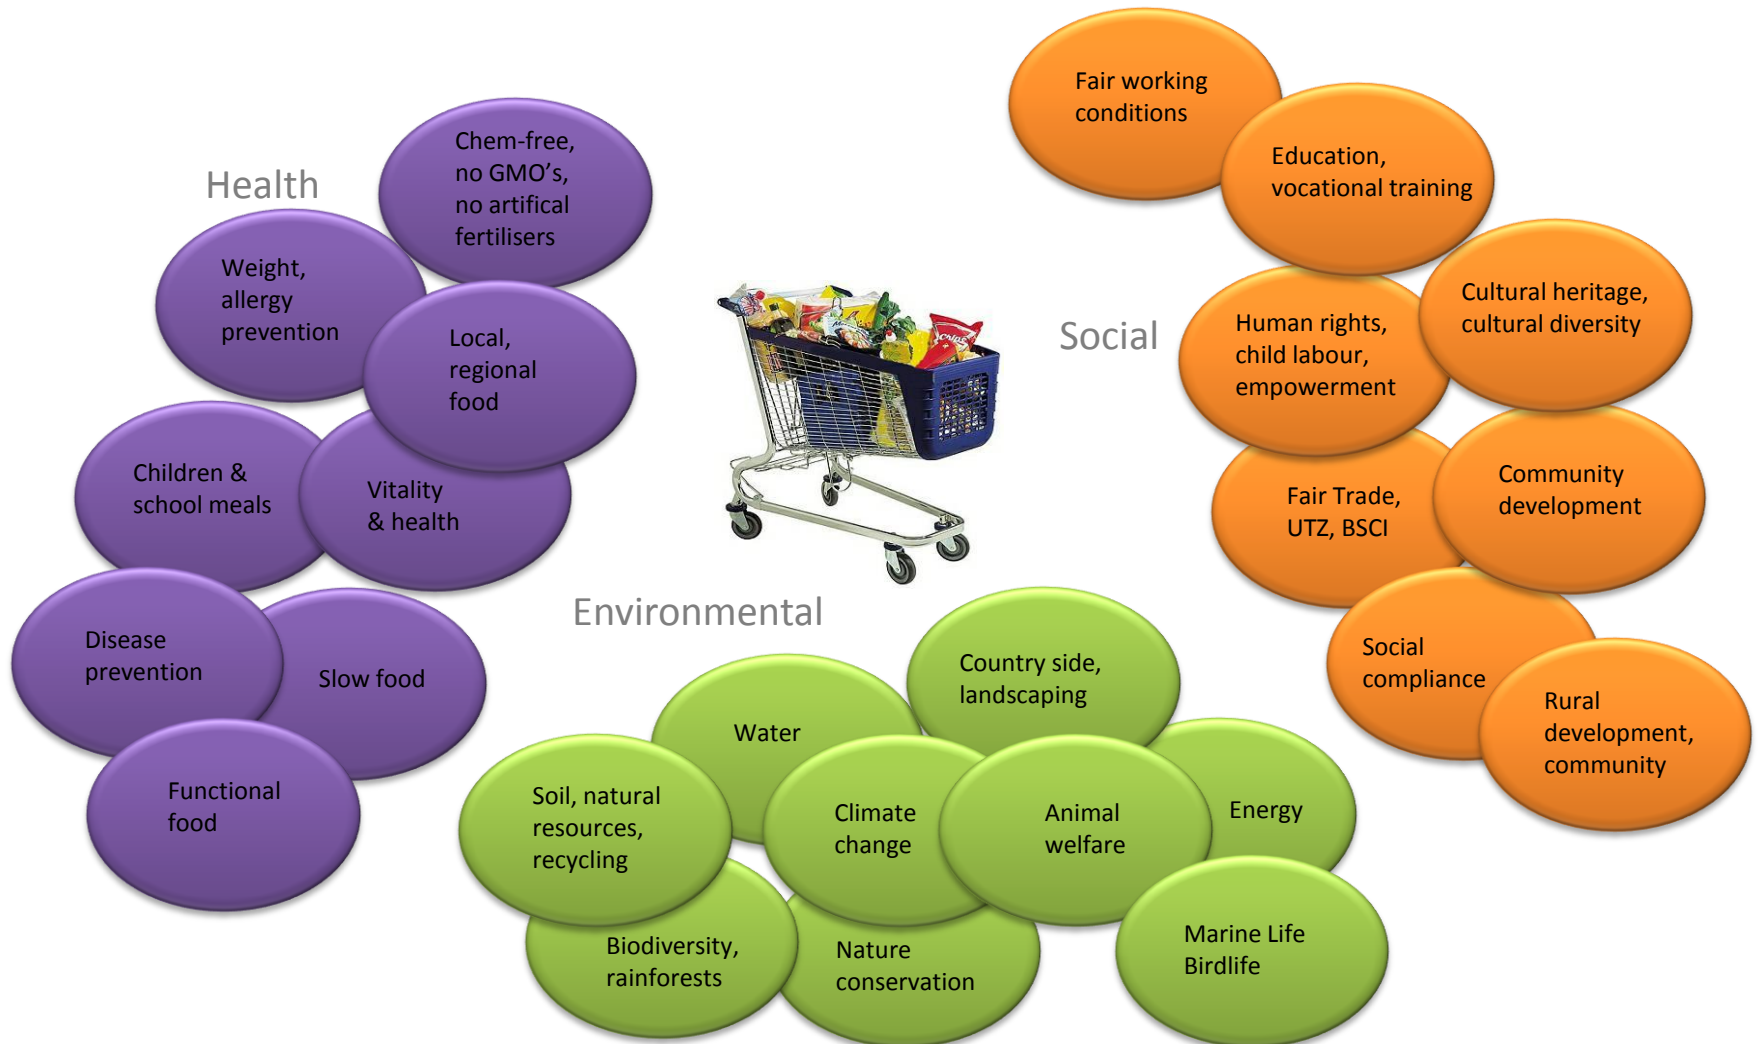 Health
Chem-free,
no GMO's,
no artifical
fertilisers
Weight,
allergy
prevention
Local,
regional
food
Children &
school meals
Vitality
& health
Disease
prevention
Slow food
Functional
food
Social
Fair working
conditions
Education,
vocational training
Cultural heritage,
cultural diversity
Human rights,
child labour,
empowerment
Community
development
Fair Trade,
UTZ, BSCI
Social
compliance
Rural
development,
community
Environmental
Country side,
landscaping
Water
Soil, natural
resources,
recycling
Climate
change
Animal
welfare
Energy
Biodiversity,
rainforests
Nature
conservation
Marine Life
Birdlife